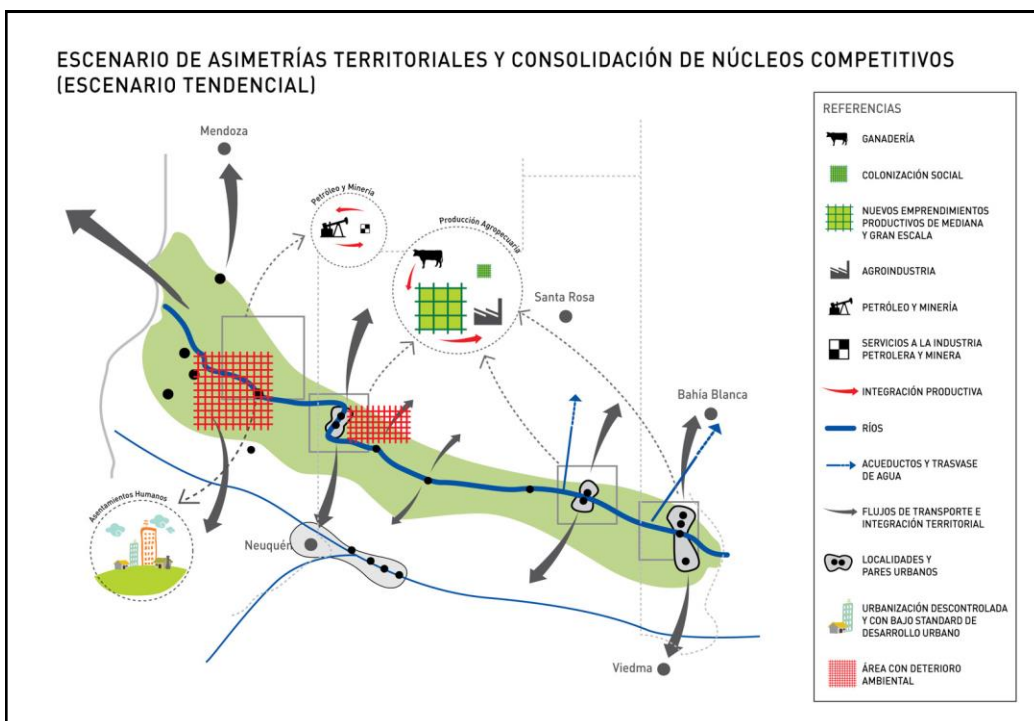 ESCENARIO DE ASIMETRÍAS TERRITORIALES Y CONSOLIDACIÓN DE NÚCLEOS COMPETITIVOS
(ESCENARIO TENDENCIAL)
Mendoza
Petróleo y Minería
Producción Agropecuaria
Santa Rosa
Bahía Blanca
Asentamientos Humanos
Neuquén
Viedma
REFERENCIAS
GANADERÍA
COLONIZACIÓN SOCIAL
NUEVOS EMPRENDIMIENTOS
PRODUCTIVOS DE MEDIANA
Y GRAN ESCALA
AGROINDUSTRIA
PETRÓLEO Y MINERÍA
SERVICIOS A LA INDUSTRIA
PETROLERA Y MINERA
INTEGRACIÓN PRODUCTIVA
RÍOS
ACUEDUCTOS Y TRASVASE
DE AGUA
FLUJOS DE TRANSPORTE E
INTEGRACIÓN TERRITORIAL
LOCALIDADES Y
PARES URBANOS
URBANIZACIÓN DESCONTROLADA
Y CON BAJO STANDARD DE
DESARROLLO URBANO
ÁREA CON DETERIORO
AMBIENTAL